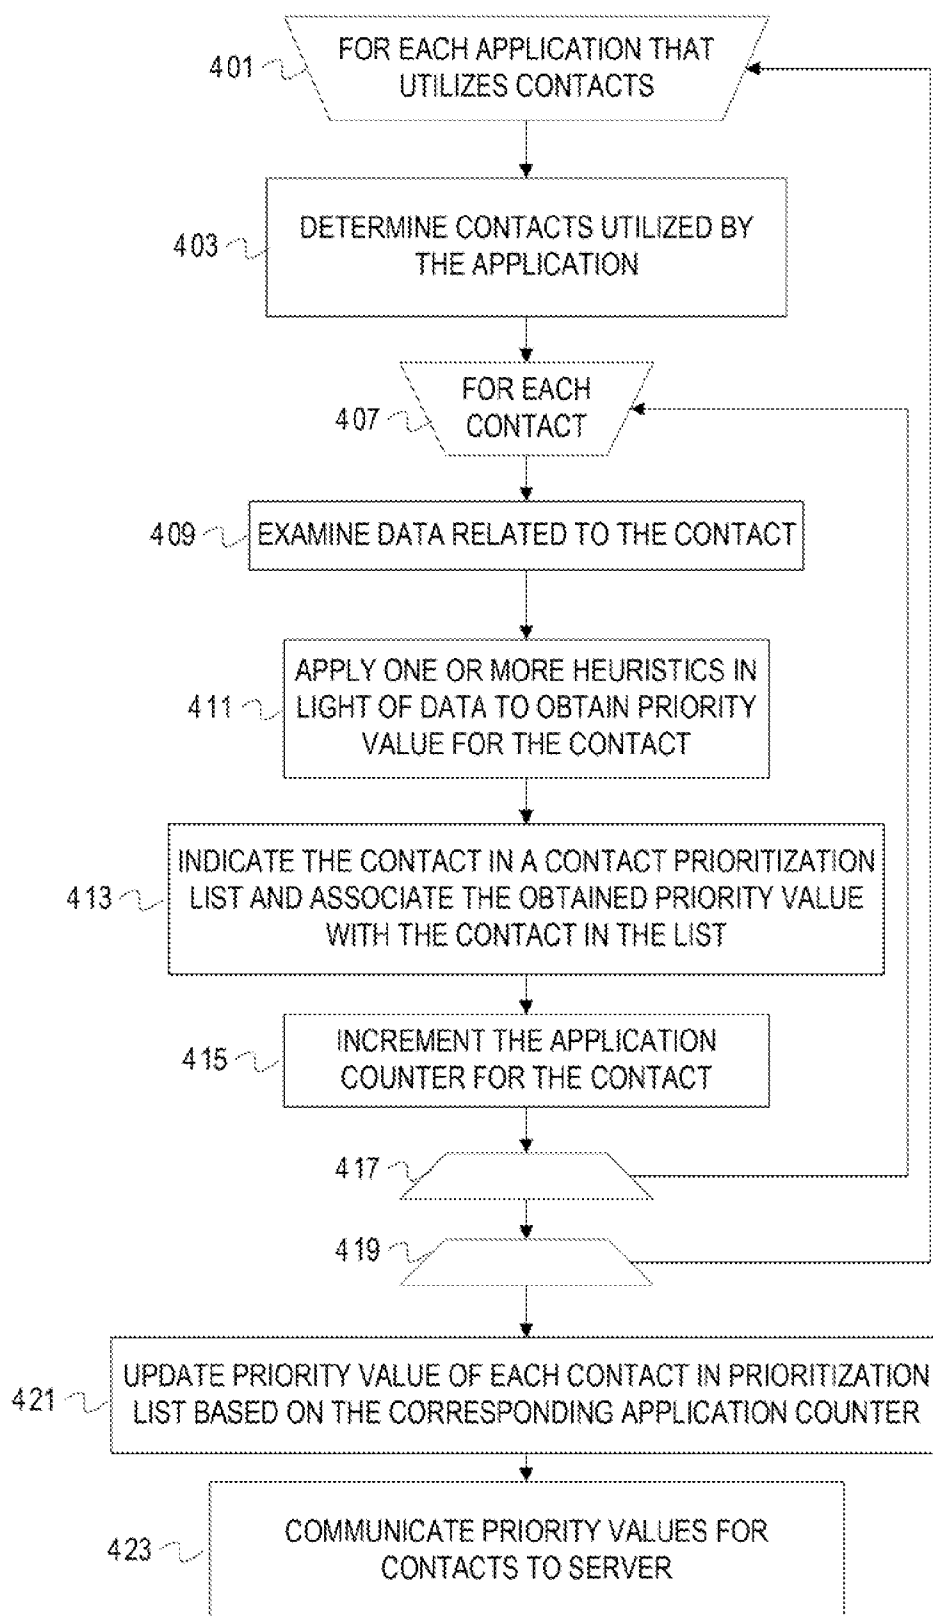 401
FOR EACH APPLICATION THAT
UTILIZES CONTACTS
403
DETERMINE CONTACTS UTILIZED BY
THE APPLICATION
407
FOR EACH
CONTACT
409
EXAMINE DATA RELATED TO THE CONTACT
411
APPLY ONE OR MORE HEURISTICS IN
LIGHT OF DATA TO OBTAIN PRIORITY
VALUE FOR THE CONTACT
413
INDICATE THE CONTACT IN A CONTACT PRIORITIZATION
LIST AND ASSOCIATE THE OBTAINED PRIORITY VALUE
WITH THE CONTACT IN THE LIST
415
INCREMENT THE APPLICATION
COUNTER FOR THE CONTACT
417
419
421
UPDATE PRIORITY VALUE OF EACH CONTACT IN PRIORITIZATION
LIST BASED ON THE CORRESPONDING APPLICATION COUNTER
423
COMMUNICATE PRIORITY VALUES FOR
CONTACTS TO SERVER